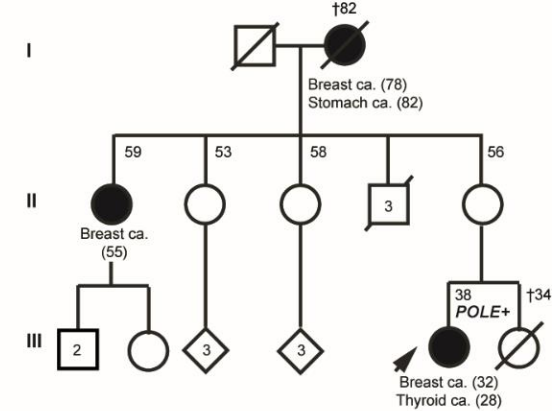 †82
I
Breast ca. (78)
Stomach ca. (82)
59
53
58
56
II
3
Breast ca.
(55)
38
†34
POLE+
III
2
3
3
Breast ca. (32)
Thyroid ca. (28)